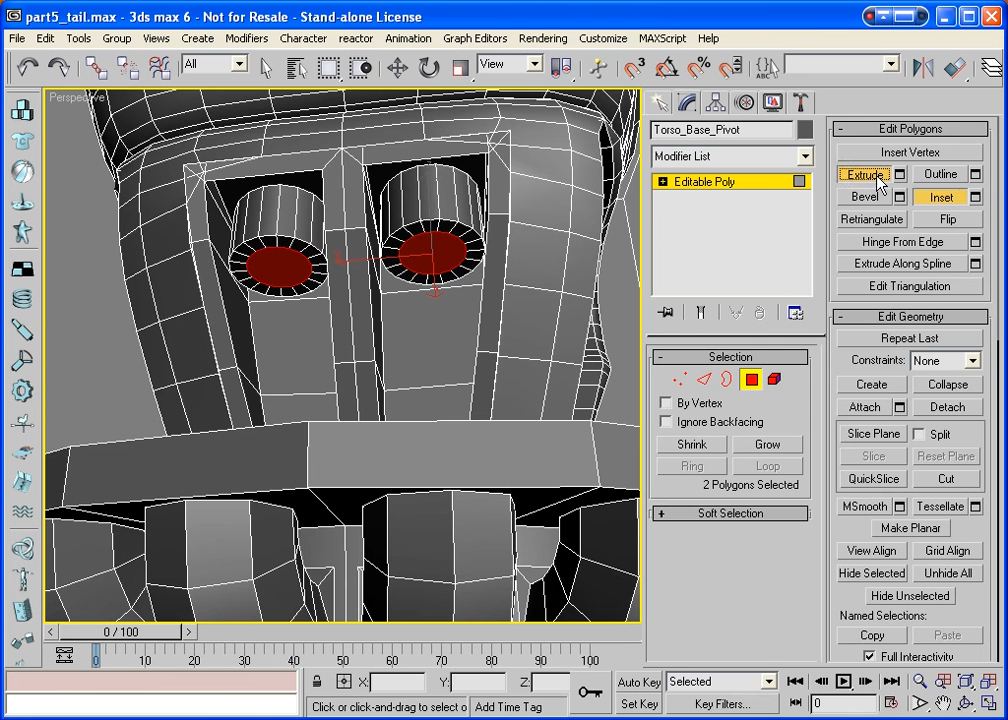 part5_tail.max - 3ds max 6 - Not for Resale - Stand-alone License
File Edit Tools Group Views Create Modifiers Character reactor Animation Graph Editors Rendering Customize MAXScript Help
All
View
Perspective
Torso_Base_Pivot
Modifier List
Editable Poly
Selection
By Vertex
Ignore Backfacing
Shrink Grow
Ring Loop
2 Polygons Selected
Soft Selection
Edit Polygons
Insert Vertex
Extrude Outline
Bevel Inset
Retriangulate Flip
Hinge From Edge
Extrude Along Spline
Edit Triangulation
Edit Geometry
Repeat Last
Constraints: None
Create Collapse
Attach Detach
Slice Plane Split
Slice Reset Plane
QuickSlice Cut
MSmooth Tessellate
Make Planar
View Align Grid Align
Hide Selected Unhide All
Hide Unselected
Named Selections:
Copy Paste
Full Interactivity
0 / 100
0 10 20 30 40 50 60 70 80 90 100
X: Y: Z:
Auto Key Selected
Click or click-and-drag to select o Add Time Tag
Set Key Key Filters... 0